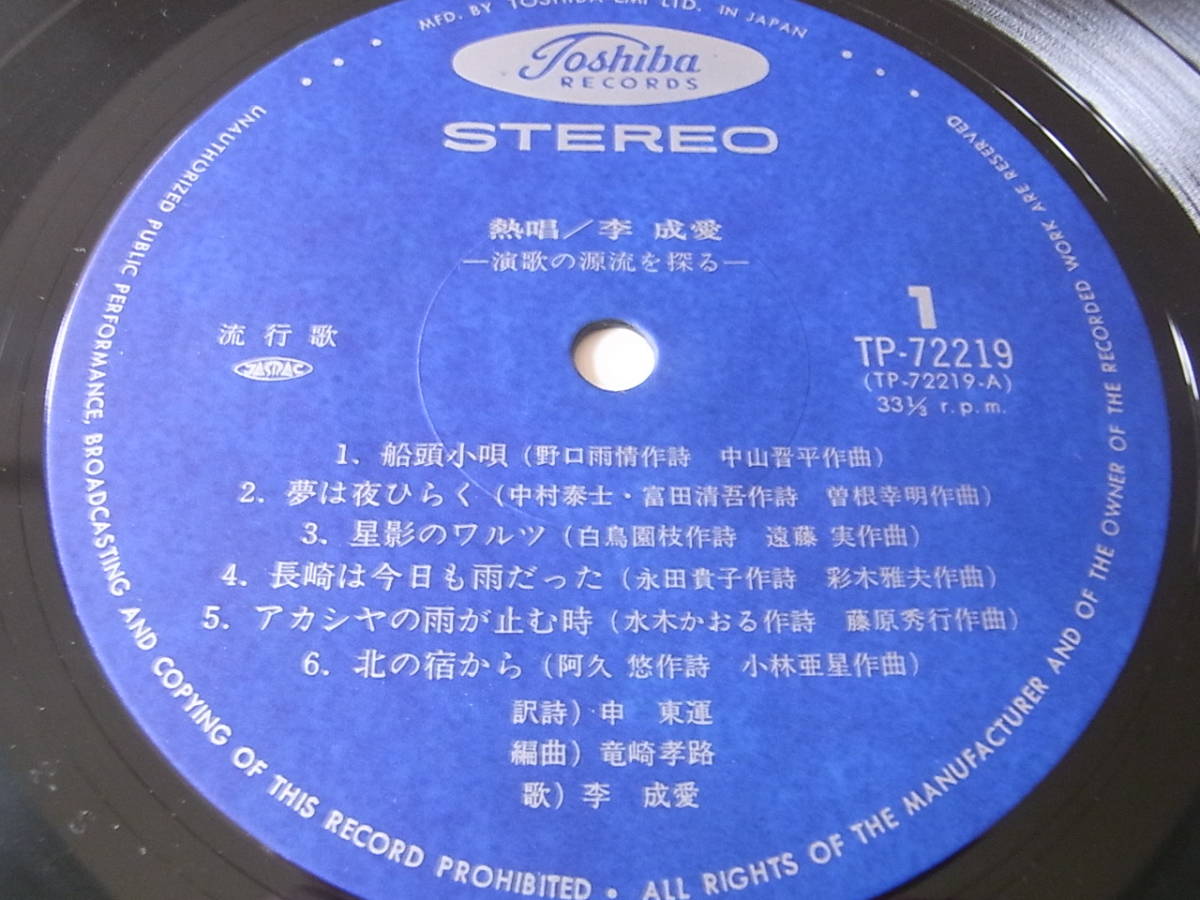 MFD. BY TOSHIBA-EMI LTD. IN JAPAN
Toshiba
RECORDS
STEREO
熱唱／李 成愛
―演歌の源流を探る―
流行歌
JASRAC
1
TP-72219
(TP-72219-A)
33⅓ r.p.m.
1. 船頭小唄（野口雨情作詩 中山晋平作曲）
2. 夢は夜ひらく（中村泰士・富田清吾作詩 曽根幸明作曲）
3. 星影のワルツ（白鳥園枝作詩 遠藤 実作曲）
4. 長崎は今日も雨だった（永田貴子作詩 彩木雅夫作曲）
5. アカシヤの雨が止む時（水木かおる作詩 藤原秀行作曲）
6. 北の宿から（阿久 悠作詩 小林亜星作曲）
訳詩）申 東運
編曲）竜崎孝路
歌）李 成愛
UNAUTHORIZED PUBLIC PERFORMANCE, BROADCASTING AND COPYING OF THIS RECORD PROHIBITED • ALL RIGHTS OF THE MANUFACTURER AND OF THE OWNER OF THE RECORDED WORK ARE RESERVED